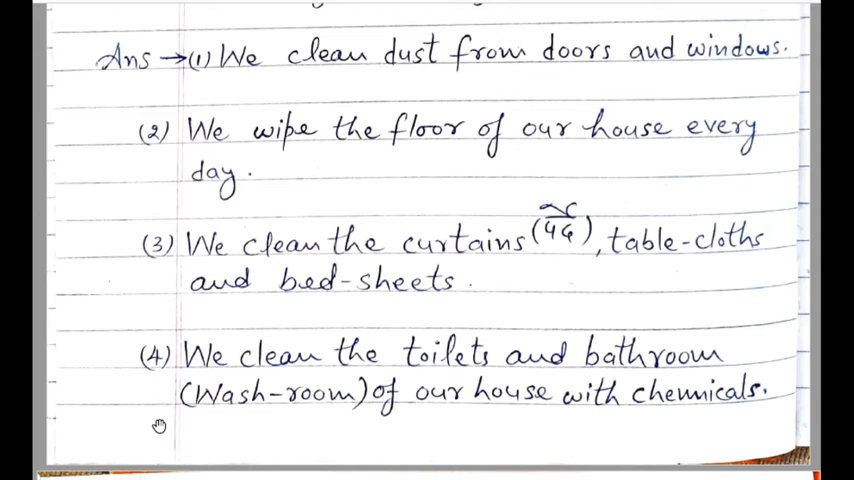 Ans →(1) We clean dust from doors and windows.
(2) We wipe the floor of our house every
day.
(3) We clean the curtains ( ), table-cloths
and bed-sheets.
(4) We clean the toilets and bathroom
(Wash-room) of our house with chemicals.